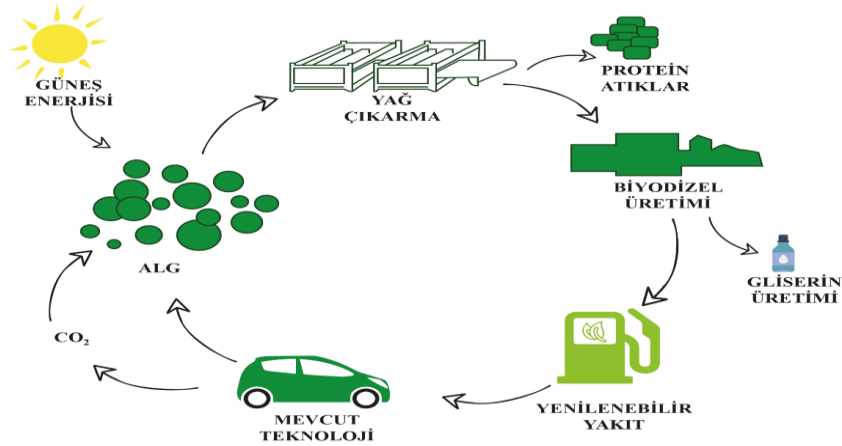 GÜNEŞ
ENERJİSİ
YAĞ
ÇIKARMA
PROTEİN
ATIKLAR
BİYODİZEL
ÜRETİMİ
GLİSERİN
ÜRETİMİ
YENİLENEBİLİR
YAKIT
MEVCUT
TEKNOLOJİ
CO₂
ALG